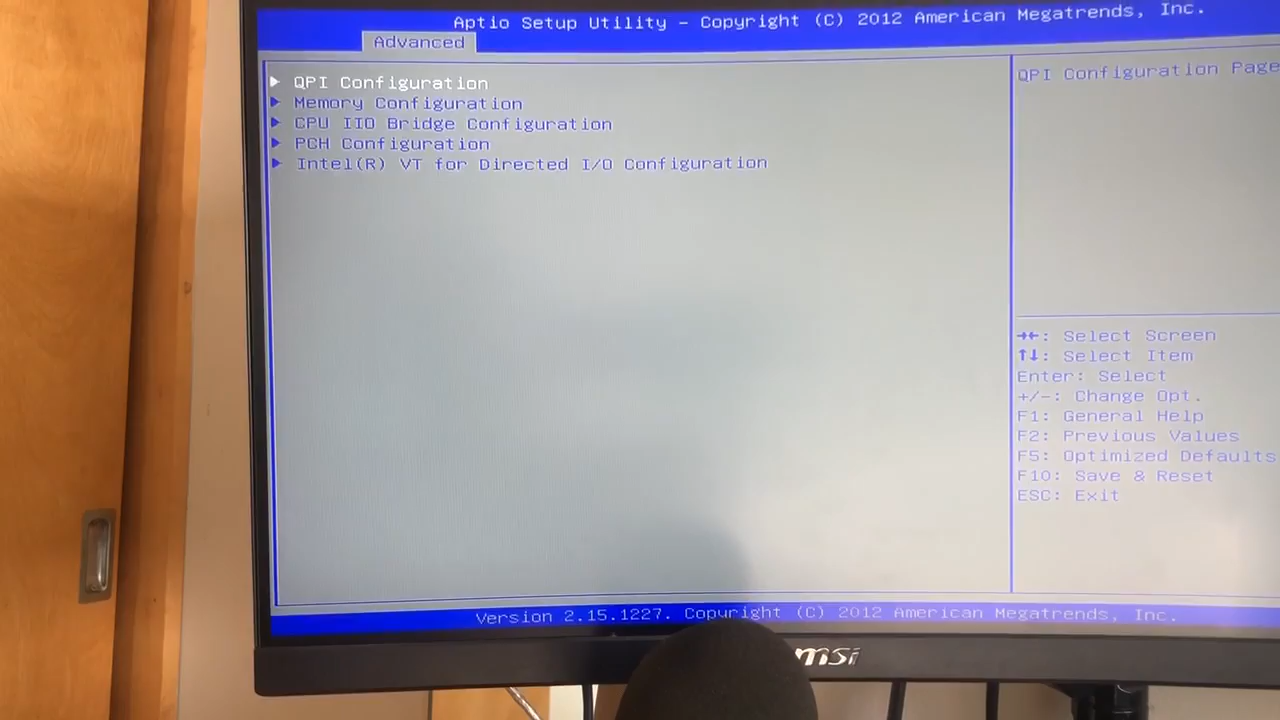 Aptio Setup Utility – Copyright (C) 2012 American Megatrends, Inc.
Advanced
QPI Configuration
Memory Configuration
CPU IIO Bridge Configuration
PCH Configuration
Intel(R) VT for Directed I/O Configuration
QPI Configuration Page
→←: Select Screen
↑↓: Select Item
Enter: Select
+/-: Change Opt.
F1: General Help
F2: Previous Values
F5: Optimized Defaults
F10: Save & Reset
ESC: Exit
Version 2.15.1227. Copyright (C) 2012 American Megatrends, Inc.
msi